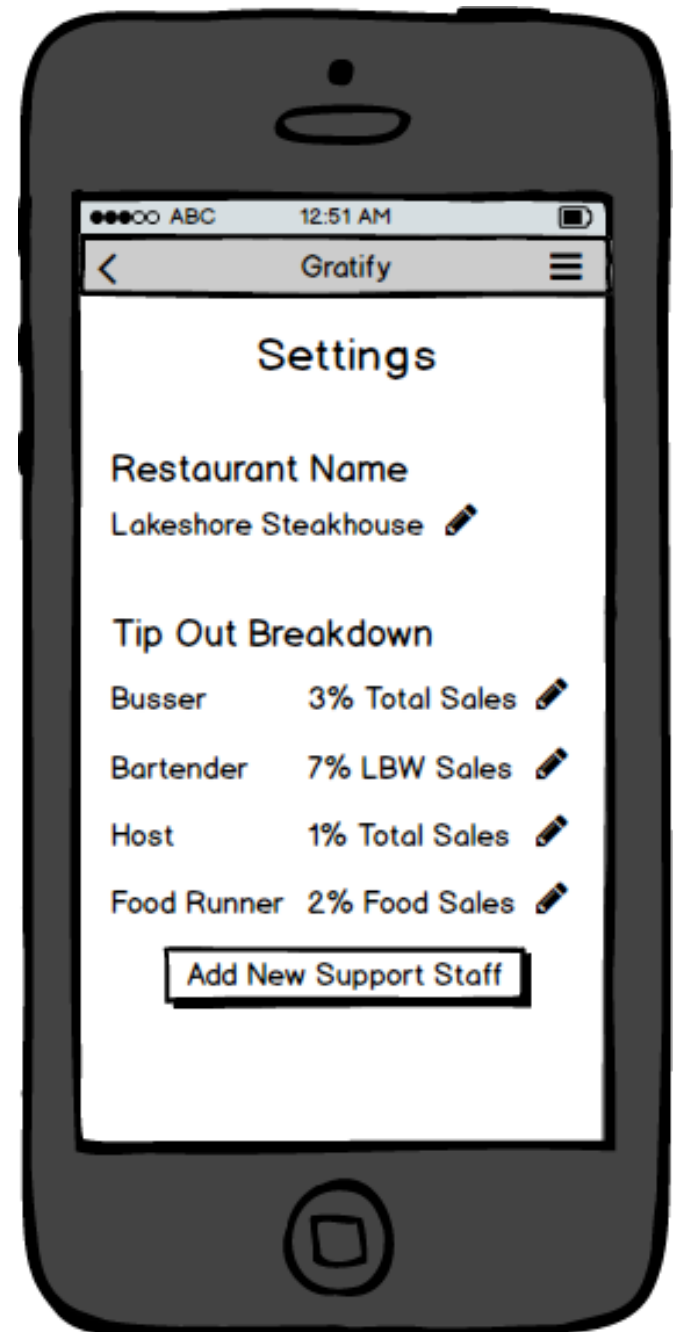 ABC 12:51 AM
Gratify
Settings
Restaurant Name
Lakeshore Steakhouse
Tip Out Breakdown
Busser 3% Total Sales
Bartender 7% LBW Sales
Host 1% Total Sales
Food Runner 2% Food Sales
Add New Support Staff